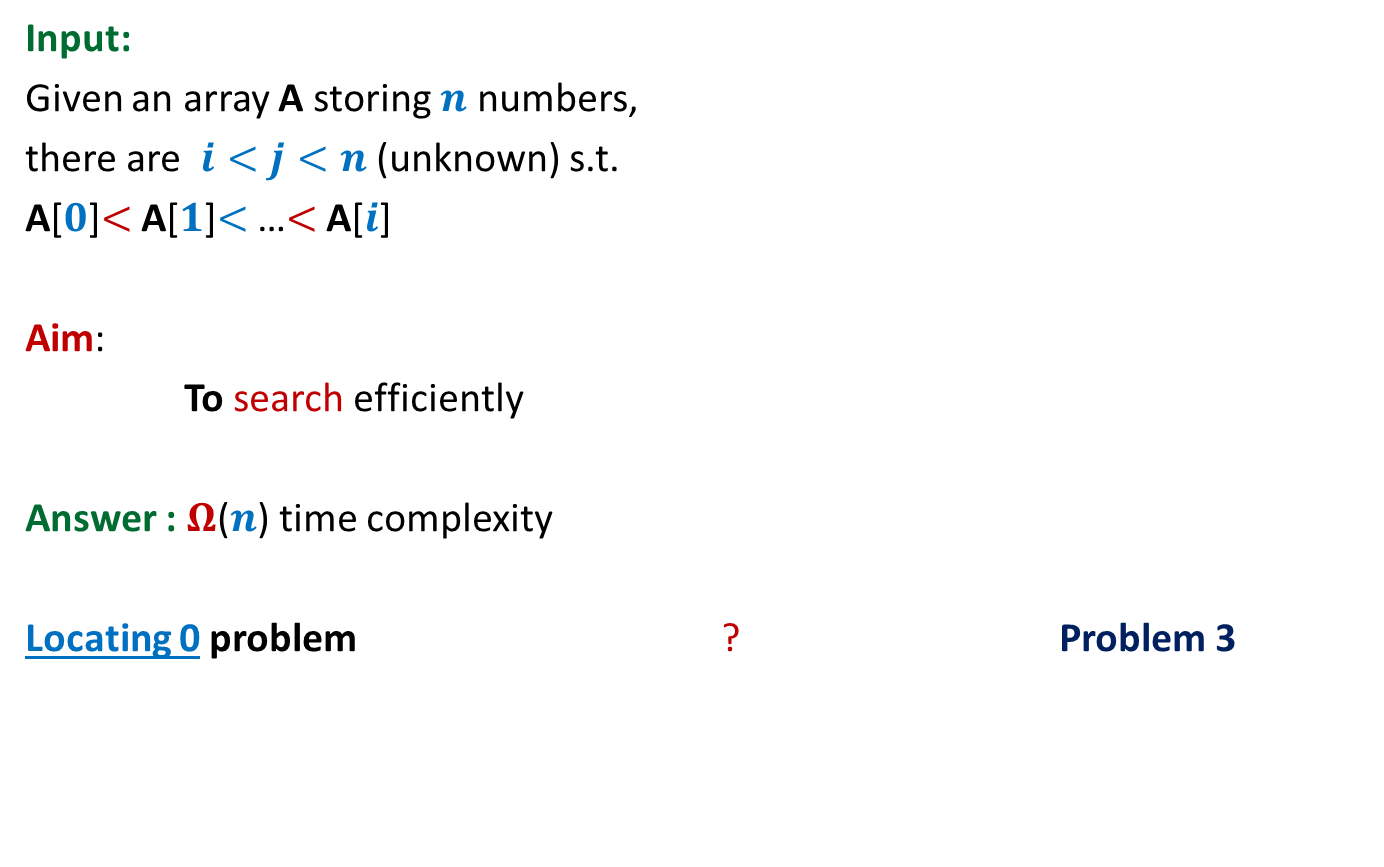 Input:
Given an array A storing n numbers,
there are i < j < n (unknown) s.t.
A[0]< A[1]< …< A[i]
Aim:
To search efficiently
Answer : Ω(n) time complexity
Locating 0 problem ? Problem 3